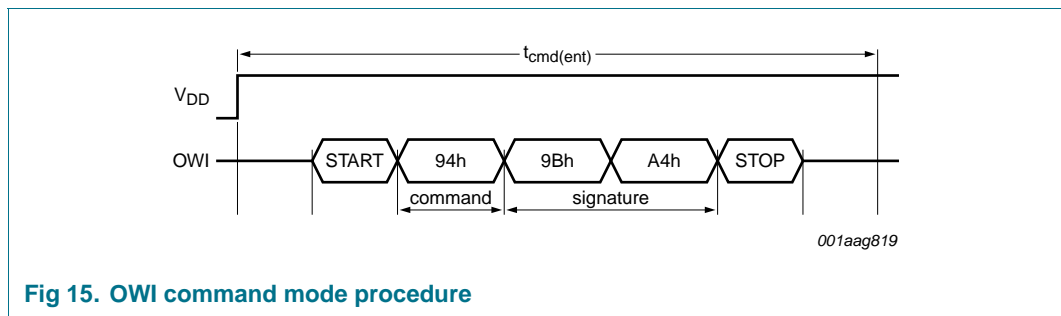 tcmd(ent)
VDD
OWI START 94h 9Bh A4h STOP
command signature
001aag819
Fig 15. OWI command mode procedure